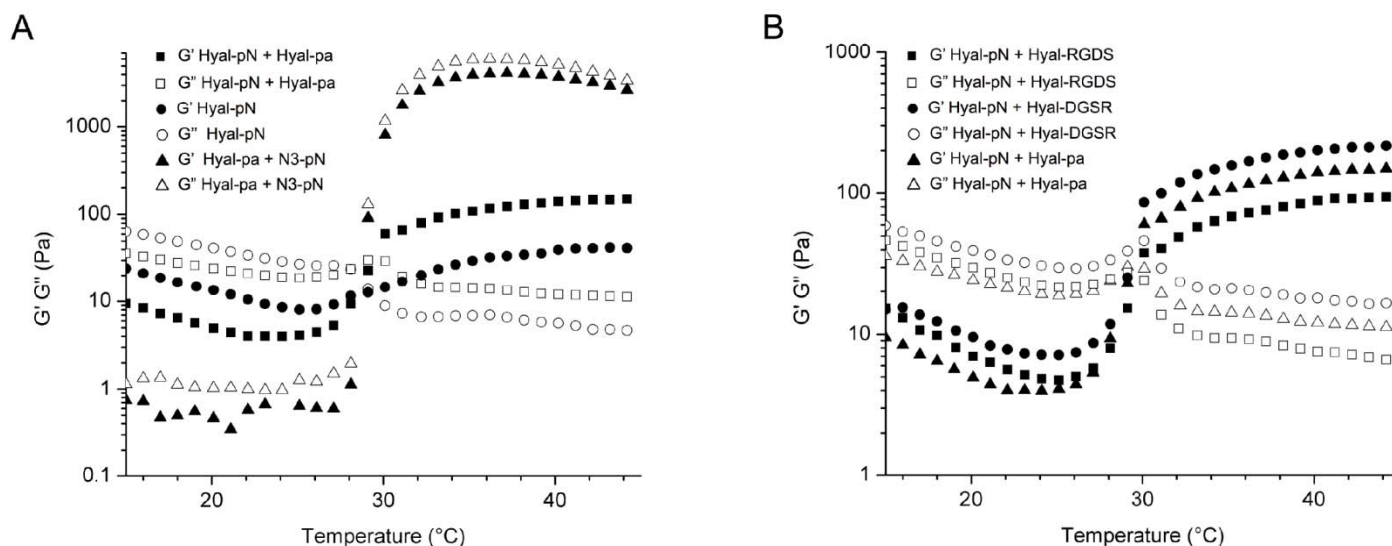 A
G' Hyal-pN + Hyal-pa
G'' Hyal-pN + Hyal-pa
G' Hyal-pN
G'' Hyal-pN
G' Hyal-pa + N3-pN
G'' Hyal-pa + N3-pN
1000
100
10
1
0.1
G' G'' (Pa)
20
30
40
Temperature (°C)
B
G' Hyal-pN + Hyal-RGDS
G'' Hyal-pN + Hyal-RGDS
G' Hyal-pN + Hyal-DGSR
G'' Hyal-pN + Hyal-DGSR
G' Hyal-pN + Hyal-pa
G'' Hyal-pN + Hyal-pa
1000
100
10
1
G' G'' (Pa)
20
30
40
Temperature (°C)